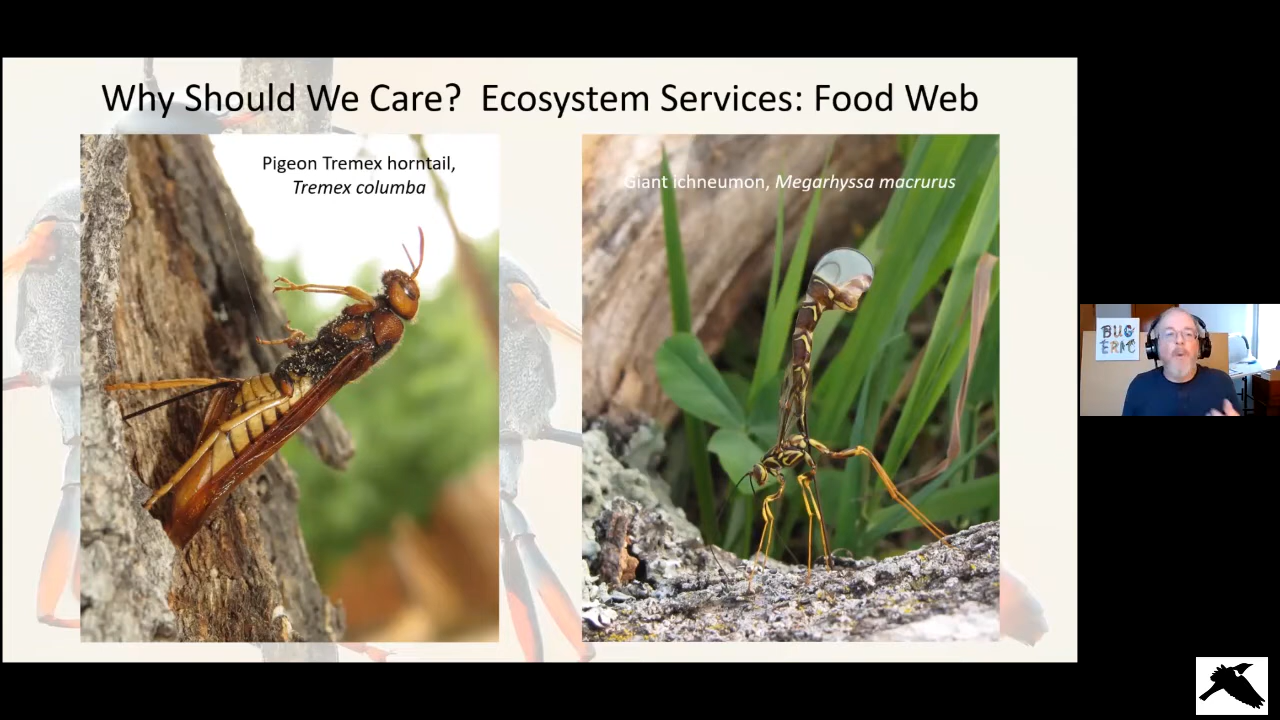 Why Should We Care?  Ecosystem Services: Food Web
Pigeon Tremex horntail,
Tremex columba
Giant ichneumon, Megarhyssa macrurus
BUG
ERIC